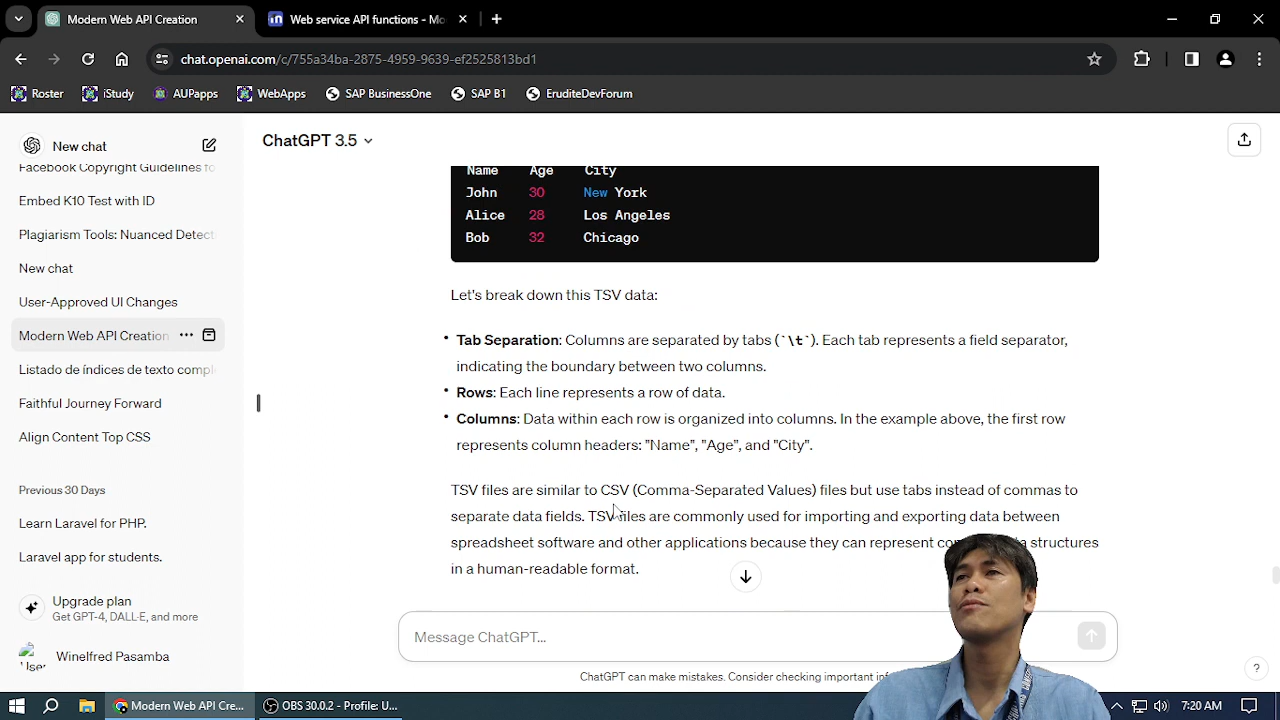 Modern Web API Creation
Web service API functions - Mo
chat.openai.com/c/755a34ba-2875-4959-9639-ef2525813bd1
Roster
iStudy
AUPapps
WebApps
SAP BusinessOne
SAP B1
EruditeDevForum
New chat
ChatGPT 3.5
Facebook Copyright Guidelines fo
Embed K10 Test with ID
Plagiarism Tools: Nuanced Detect
New chat
User-Approved UI Changes
Modern Web API Creation
Listado de índices de texto compl
Faithful Journey Forward
Align Content Top CSS
Previous 30 Days
Learn Laravel for PHP.
Laravel app for students.
Upgrade plan
Get GPT-4, DALL·E, and more
Winelfred Pasamba
Name Age City
John 30 New York
Alice 28 Los Angeles
Bob 32 Chicago
Let's break down this TSV data:
• Tab Separation: Columns are separated by tabs (`\t`). Each tab represents a field separator,
indicating the boundary between two columns.
• Rows: Each line represents a row of data.
• Columns: Data within each row is organized into columns. In the example above, the first row
represents column headers: "Name", "Age", and "City".
TSV files are similar to CSV (Comma-Separated Values) files but use tabs instead of commas to
separate data fields. TSV files are commonly used for importing and exporting data between
spreadsheet software and other applications because they can represent structures
in a human-readable format.
Message ChatGPT...
ChatGPT can make mistakes. Consider checking important
?
Modern Web API Cre...
OBS 30.0.2 - Profile: U...
7:20 AM